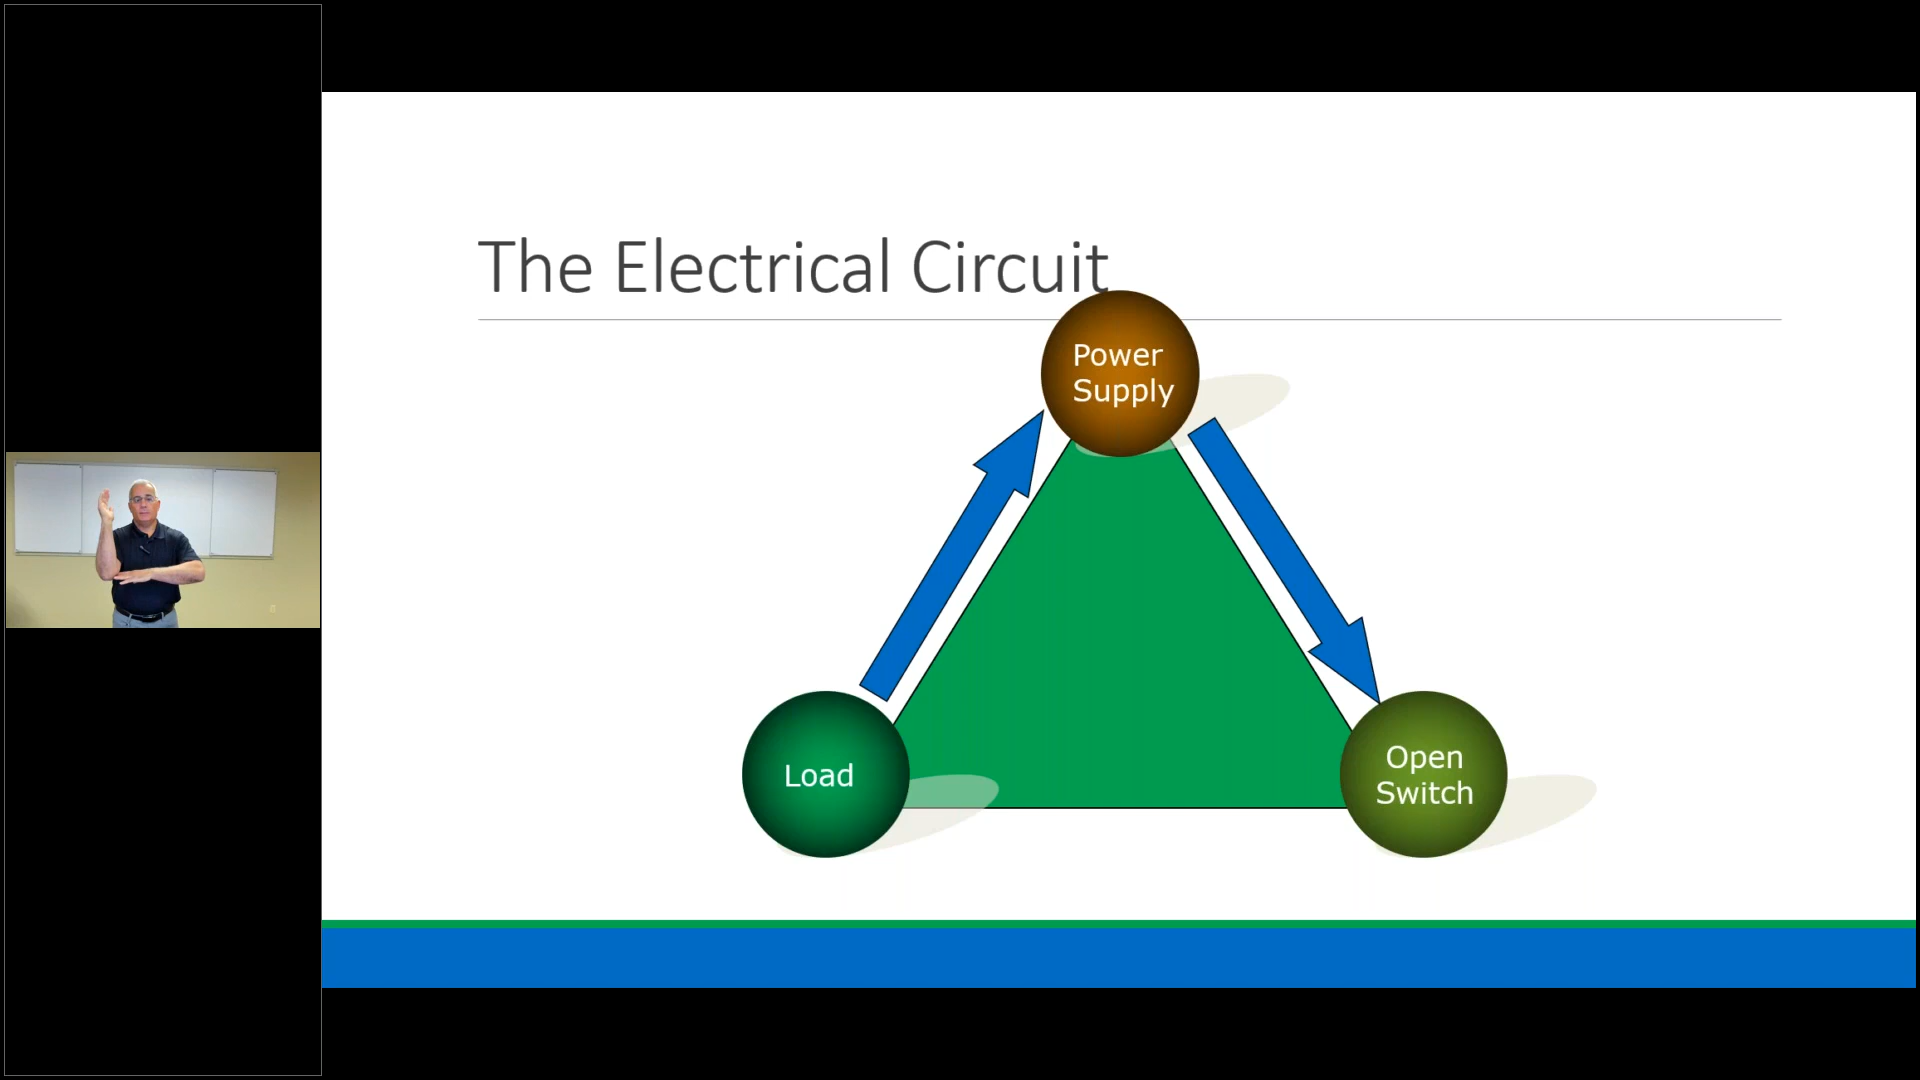 The Electrical Circuit
Power
Supply
Load
Open
Switch